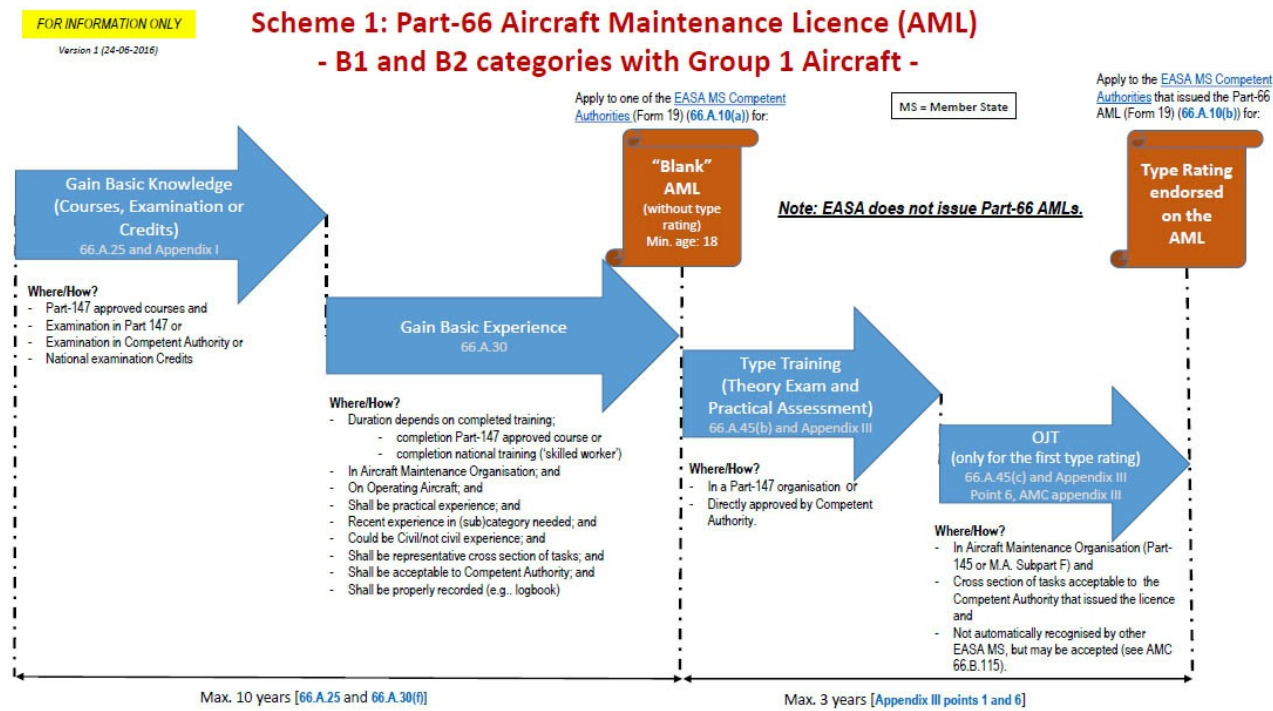 FOR INFORMATION ONLY
Version 1 (24-06-2016)
Scheme 1: Part-66 Aircraft Maintenance Licence (AML)
- B1 and B2 categories with Group 1 Aircraft -
Apply to one of the EASA MS Competent
Authorities (Form 19) (66.A.10(a)) for:
MS = Member State
Apply to the EASA MS Competent
Authorities that issued the Part-66
AML (Form 19) (66.A.10(b)) for:
Gain Basic Knowledge
(Courses, Examination or
Credits)
66.A.25 and Appendix I
"Blank"
AML
(without type
rating)
Min. age: 18
Note: EASA does not issue Part-66 AMLs.
Type Rating
endorsed
on the
AML
Where/How?
- Part-147 approved courses and
- Examination in Part 147 or
- Examination in Competent Authority or
- National examination Credits
Gain Basic Experience
66.A.30
Where/How?
- Duration depends on completed training;
- completion Part-147 approved course or
- completion national training ('skilled worker')
- In Aircraft Maintenance Organisation; and
- On Operating Aircraft; and
- Shall be practical experience; and
- Recent experience in (sub)category needed; and
- Could be Civil/not civil experience; and
- Shall be representative cross section of tasks; and
- Shall be acceptable to Competent Authority; and
- Shall be properly recorded (e.g.. logbook)
Type Training
(Theory Exam and
Practical Assessment)
66.A.45(b) and Appendix III
Where/How?
- In a Part-147 organisation or
- Directly approved by Competent
Authority.
OJT
(only for the first type rating)
66.A.45(c) and Appendix III
Point 6, AMC appendix III
Where/How?
- In Aircraft Maintenance Organisation (Part-
145 or M.A. Subpart F) and
- Cross section of tasks acceptable to the
Competent Authority that issued the licence
and
- Not automatically recognised by other
EASA MS, but may be accepted (see AMC
66.B.115).
Max. 10 years [66.A.25 and 66.A.30(f)]
Max. 3 years [Appendix III points 1 and 6]